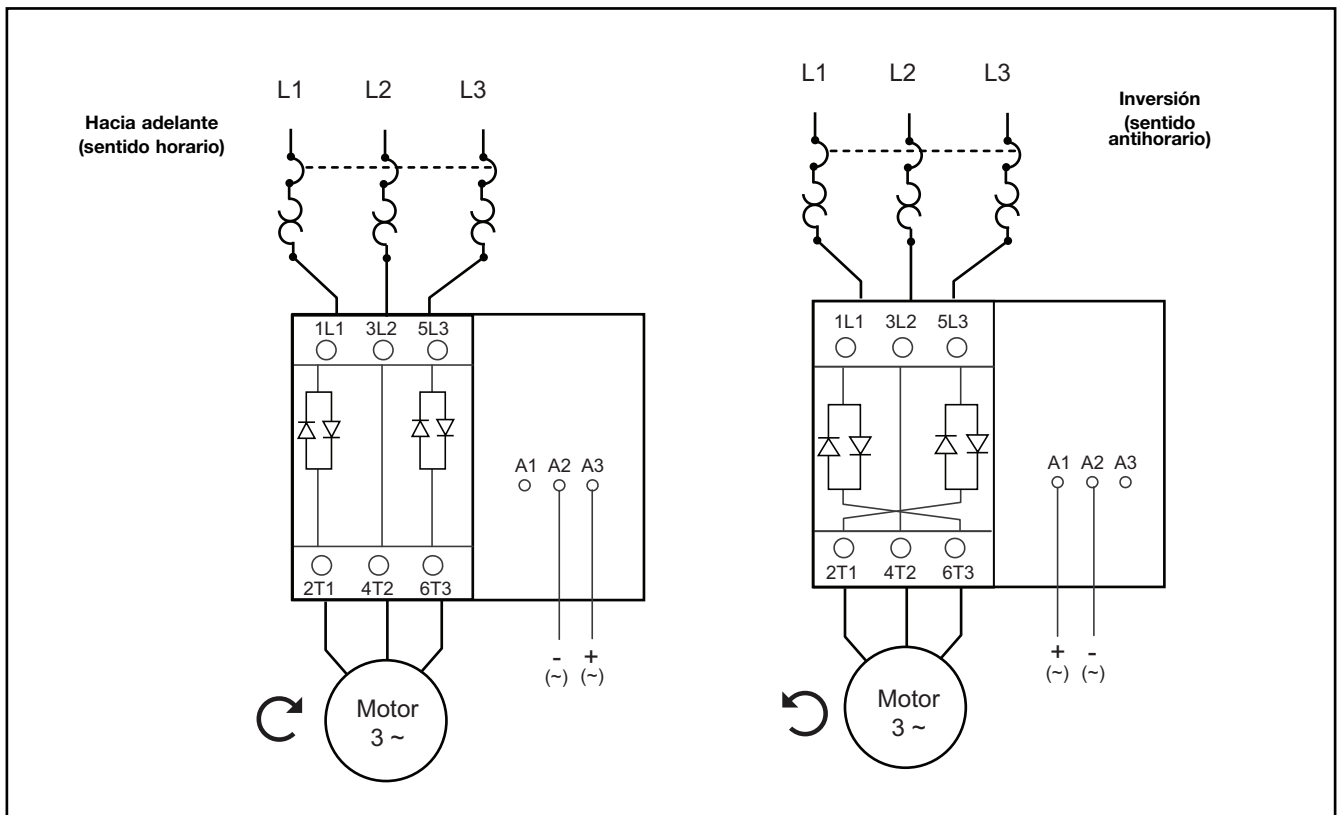 Hacia adelante
(sentido horario)
L1 L2 L3
1L1 3L2 5L3
A1 A2 A3
2T1 4T2 6T3
- +
(~) (~)
Motor
3 ~
Inversión
(sentido
antihorario)
L1 L2 L3
1L1 3L2 5L3
A1 A2 A3
2T1 4T2 6T3
+ -
(~) (~)
Motor
3 ~